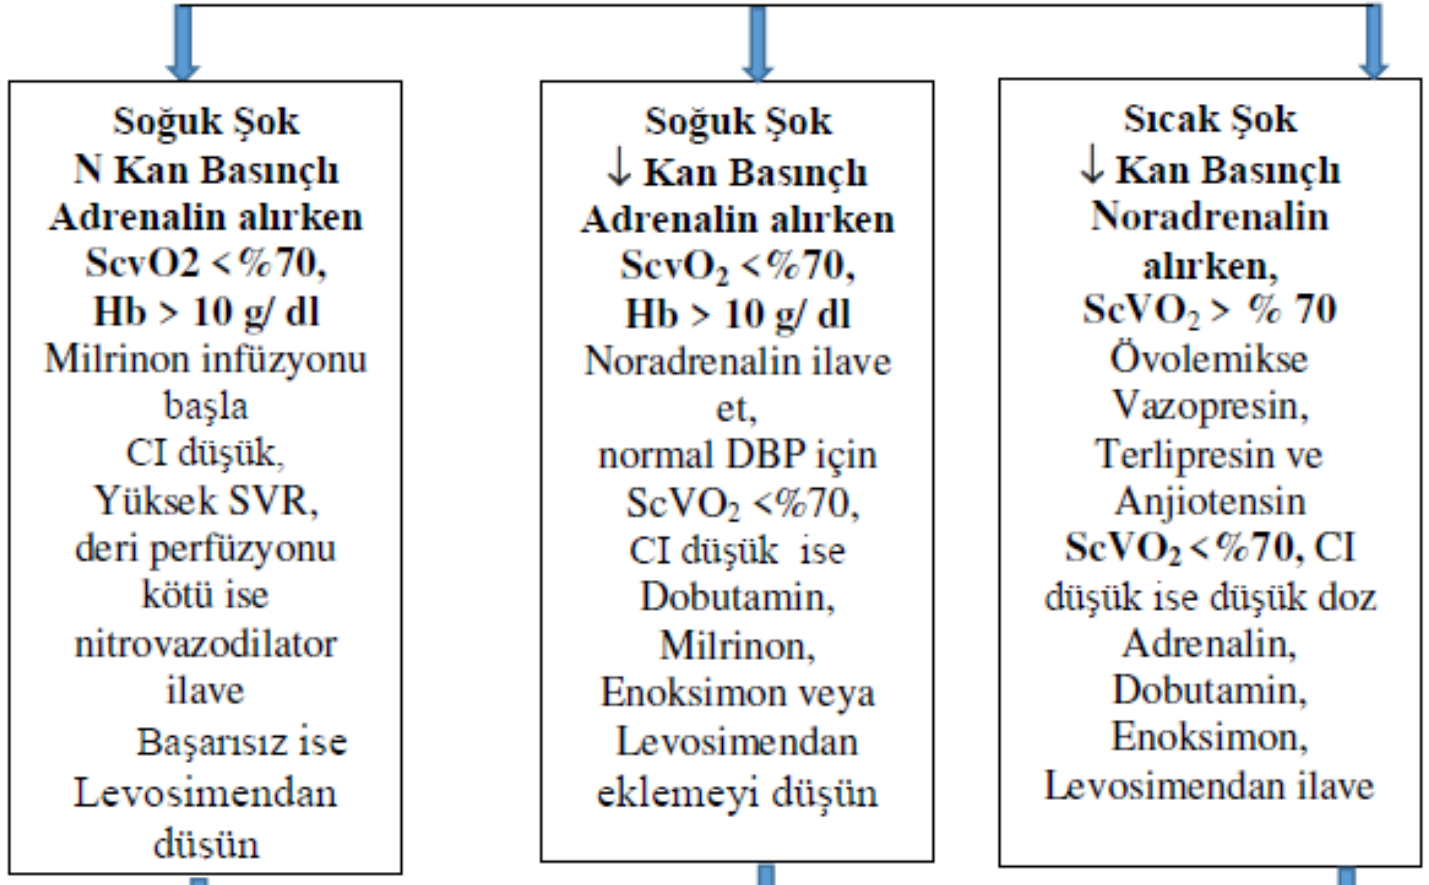 Soğuk Şok
N Kan Basınçlı
Adrenalin alırken
ScvO2 <%70,
Hb > 10 g/ dl
Milrinon infüzyonu
başla
CI düşük,
Yüksek SVR,
deri perfüzyonu
kötü ise
nitrovazodilator
ilave
Başarısız ise
Levosimendan
düşün
Soğuk Şok
↓ Kan Basınçlı
Adrenalin alırken
ScvO₂ <%70,
Hb > 10 g/ dl
Noradrenalin ilave
et,
normal DBP için
ScVO₂ <%70,
CI düşük ise
Dobutamin,
Milrinon,
Enoksimon veya
Levosimendan
eklemeyi düşün
Sıcak Şok
↓ Kan Basınçlı
Noradrenalin
alırken,
ScVO₂ > % 70
Övolemikse
Vazopresin,
Terlipresin ve
Anjiotensin
ScVO₂ <%70, CI
düşük ise düşük doz
Adrenalin,
Dobutamin,
Enoksimon,
Levosimendan ilave